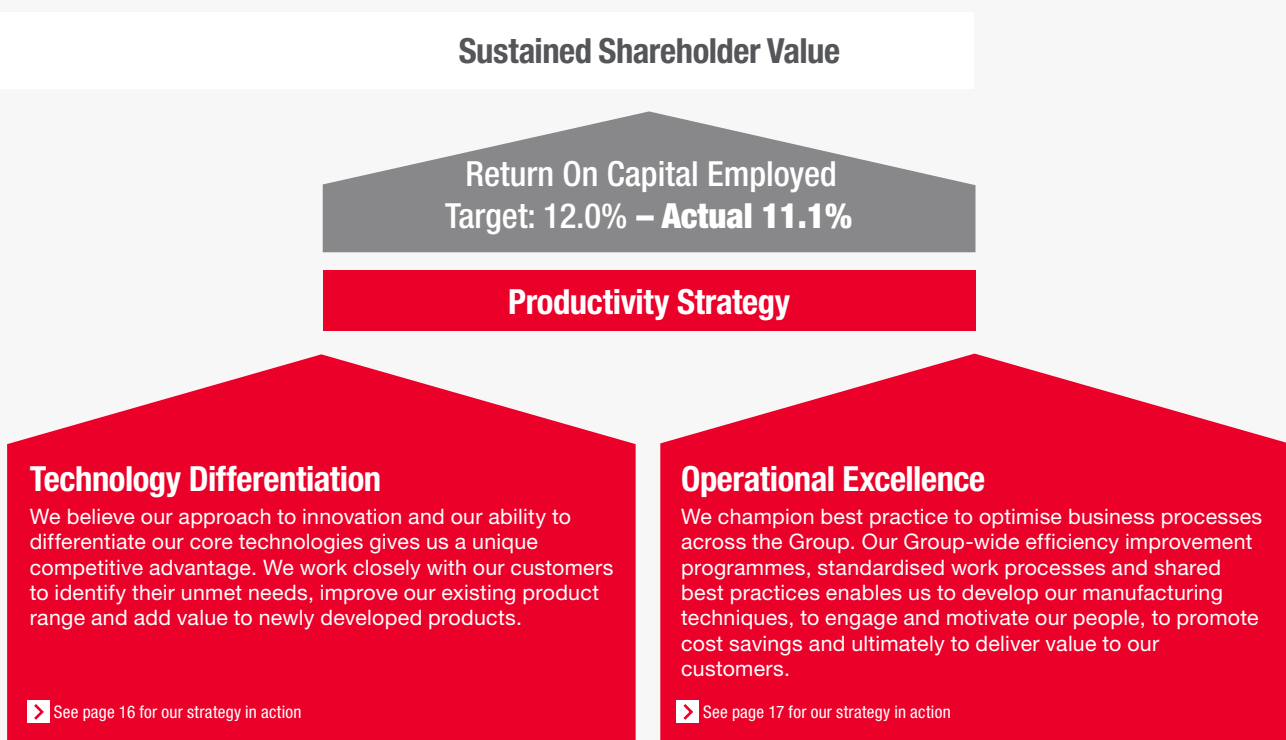 Sustained Shareholder Value
Return On Capital Employed
Target: 12.0% – Actual 11.1%
Productivity Strategy
Technology Differentiation
We believe our approach to innovation and our ability to
differentiate our core technologies gives us a unique
competitive advantage. We work closely with our customers
to identify their unmet needs, improve our existing product
range and add value to newly developed products.
See page 16 for our strategy in action
Operational Excellence
We champion best practice to optimise business processes
across the Group. Our Group-wide efficiency improvement
programmes, standardised work processes and shared
best practices enables us to develop our manufacturing
techniques, to engage and motivate our people, to promote
cost savings and ultimately to deliver value to our
customers.
See page 17 for our strategy in action